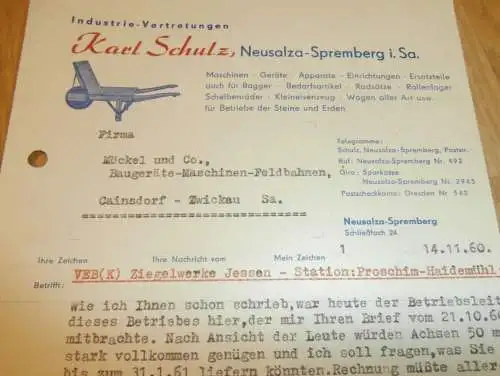 Industrie-Vertretungen
Karl Schulz, Neusalza-Spremberg i. Sa.
Maschinen · Geräte · Apparate · Einrichtungen · Ersatzteile
auch für Bagger · Bedarfsartikel · Radsätze · Rollenlager
Scheibenräder · Kleineisenzeug · Wagen aller Art usw.
für Betriebe der Steine und Erden
Firma
Möckel und Co.,
Baugeräte-Maschinen-Feldbahnen,
Cainsdorf - Zwickau Sa.
Telegramme:
Schulz, Neusalza-Spremberg, Poststr.
Ruf: Neusalza-Spremberg Nr. 492
Giro: Sparkasse
Neusalza-Spremberg Nr. 2945
Postscheckkonto: Dresden Nr. 542
Neusalza-Spremberg
Schließfach 24
1 14.11.60.
Ihre Zeichen Ihre Nachricht vom Mein Zeichen
Betrifft: VEB(K) Ziegelwerke Jessen - Station:Proschim-Haidemühl
Wie ich Ihnen schon schrieb,war heute der Betriebsleit
dieses Betriebes hier,der mir Ihren Brief vom 21.10.60
mitbrachte. Nach Ansicht der Leute würden Achsen 50 m
stark vollkommen genügen und ich soll fragen,was Sie
bis zum 31.1.61 liefern könnten.Rechnung müßte aller